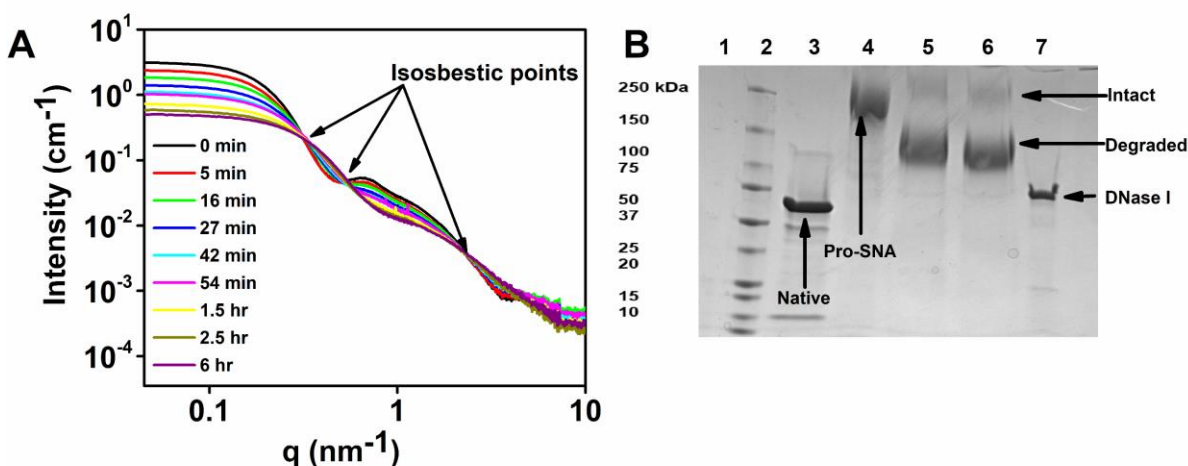 A
10¹
10⁰
10⁻¹
10⁻²
10⁻³
10⁻⁴
Intensity (cm⁻¹)
Isosbestic points
0 min
5 min
16 min
27 min
42 min
54 min
1.5 hr
2.5 hr
6 hr
0.1 1 10
q (nm⁻¹)
B
1 2 3 4 5 6 7
250 kDa
150
100
75
50
37
25
20
15
10
Intact
Degraded
DNase I
Pro-SNA
Native